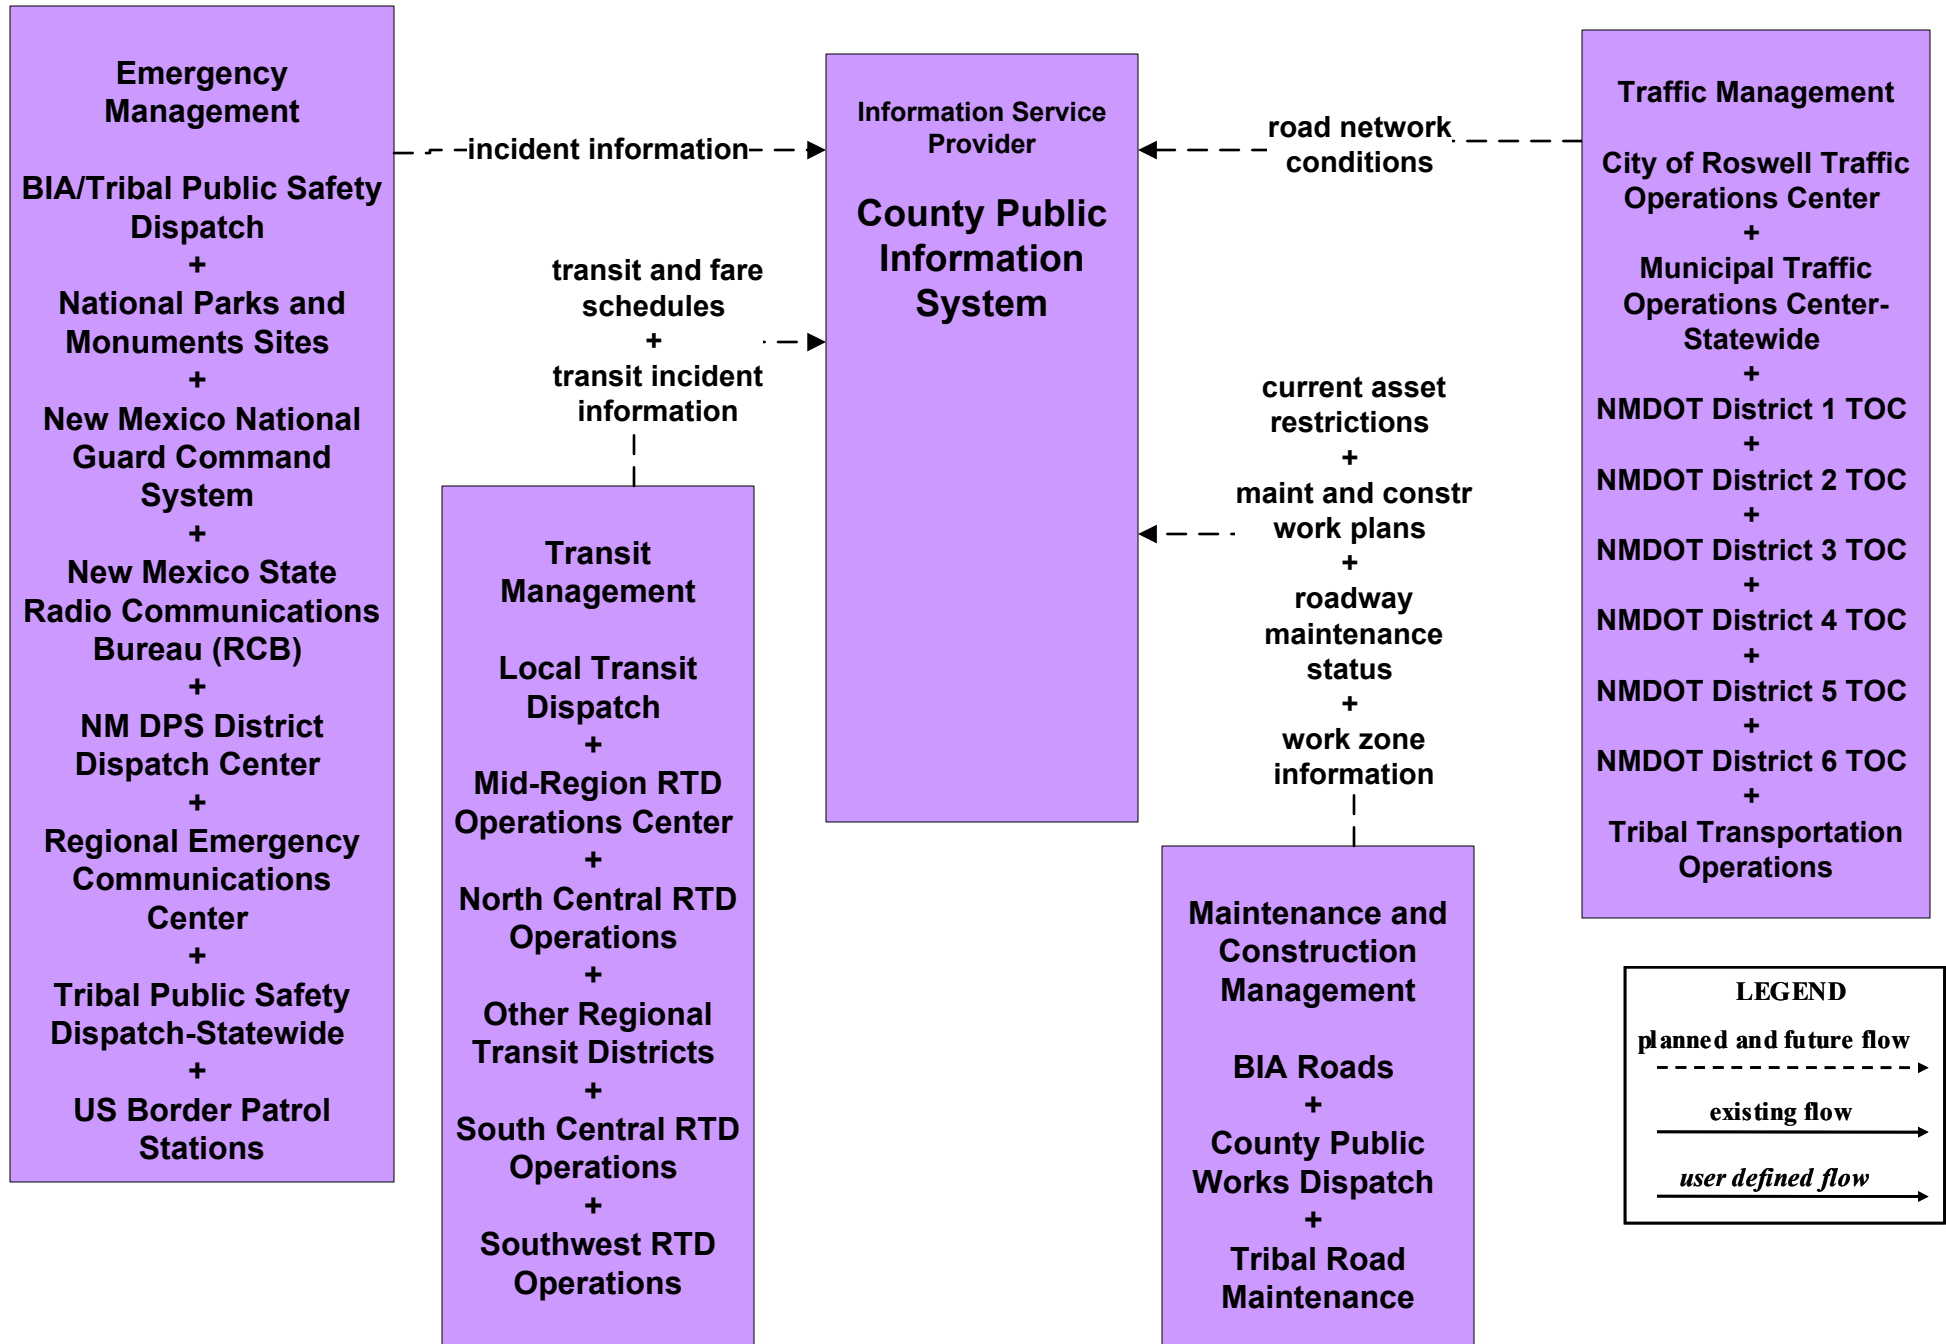 Emergency
Management
BIA/Tribal Public Safety
Dispatch
+
National Parks and
Monuments Sites
+
New Mexico National
Guard Command
System
+
New Mexico State
Radio Communications
Bureau (RCB)
+
NM DPS District
Dispatch Center
+
Regional Emergency
Communications
Center
+
Tribal Public Safety
Dispatch-Statewide
+
US Border Patrol
Stations
incident information
transit and fare
schedules
+
transit incident
information
Transit
Management
Local Transit
Dispatch
+
Mid-Region RTD
Operations Center
+
North Central RTD
Operations
+
Other Regional
Transit Districts
+
South Central RTD
Operations
+
Southwest RTD
Operations
Information Service
Provider
County Public
Information
System
road network
conditions
current asset
restrictions
+
maint and constr
work plans
+
roadway
maintenance
status
+
work zone
information
Maintenance and
Construction
Management
BIA Roads
+
County Public
Works Dispatch
+
Tribal Road
Maintenance
Traffic Management
City of Roswell Traffic
Operations Center
+
Municipal Traffic
Operations Center-
Statewide
+
NMDOT District 1 TOC
+
NMDOT District 2 TOC
+
NMDOT District 3 TOC
+
NMDOT District 4 TOC
+
NMDOT District 5 TOC
+
NMDOT District 6 TOC
+
Tribal Transportation
Operations
LEGEND
planned and future flow
existing flow
user defined flow